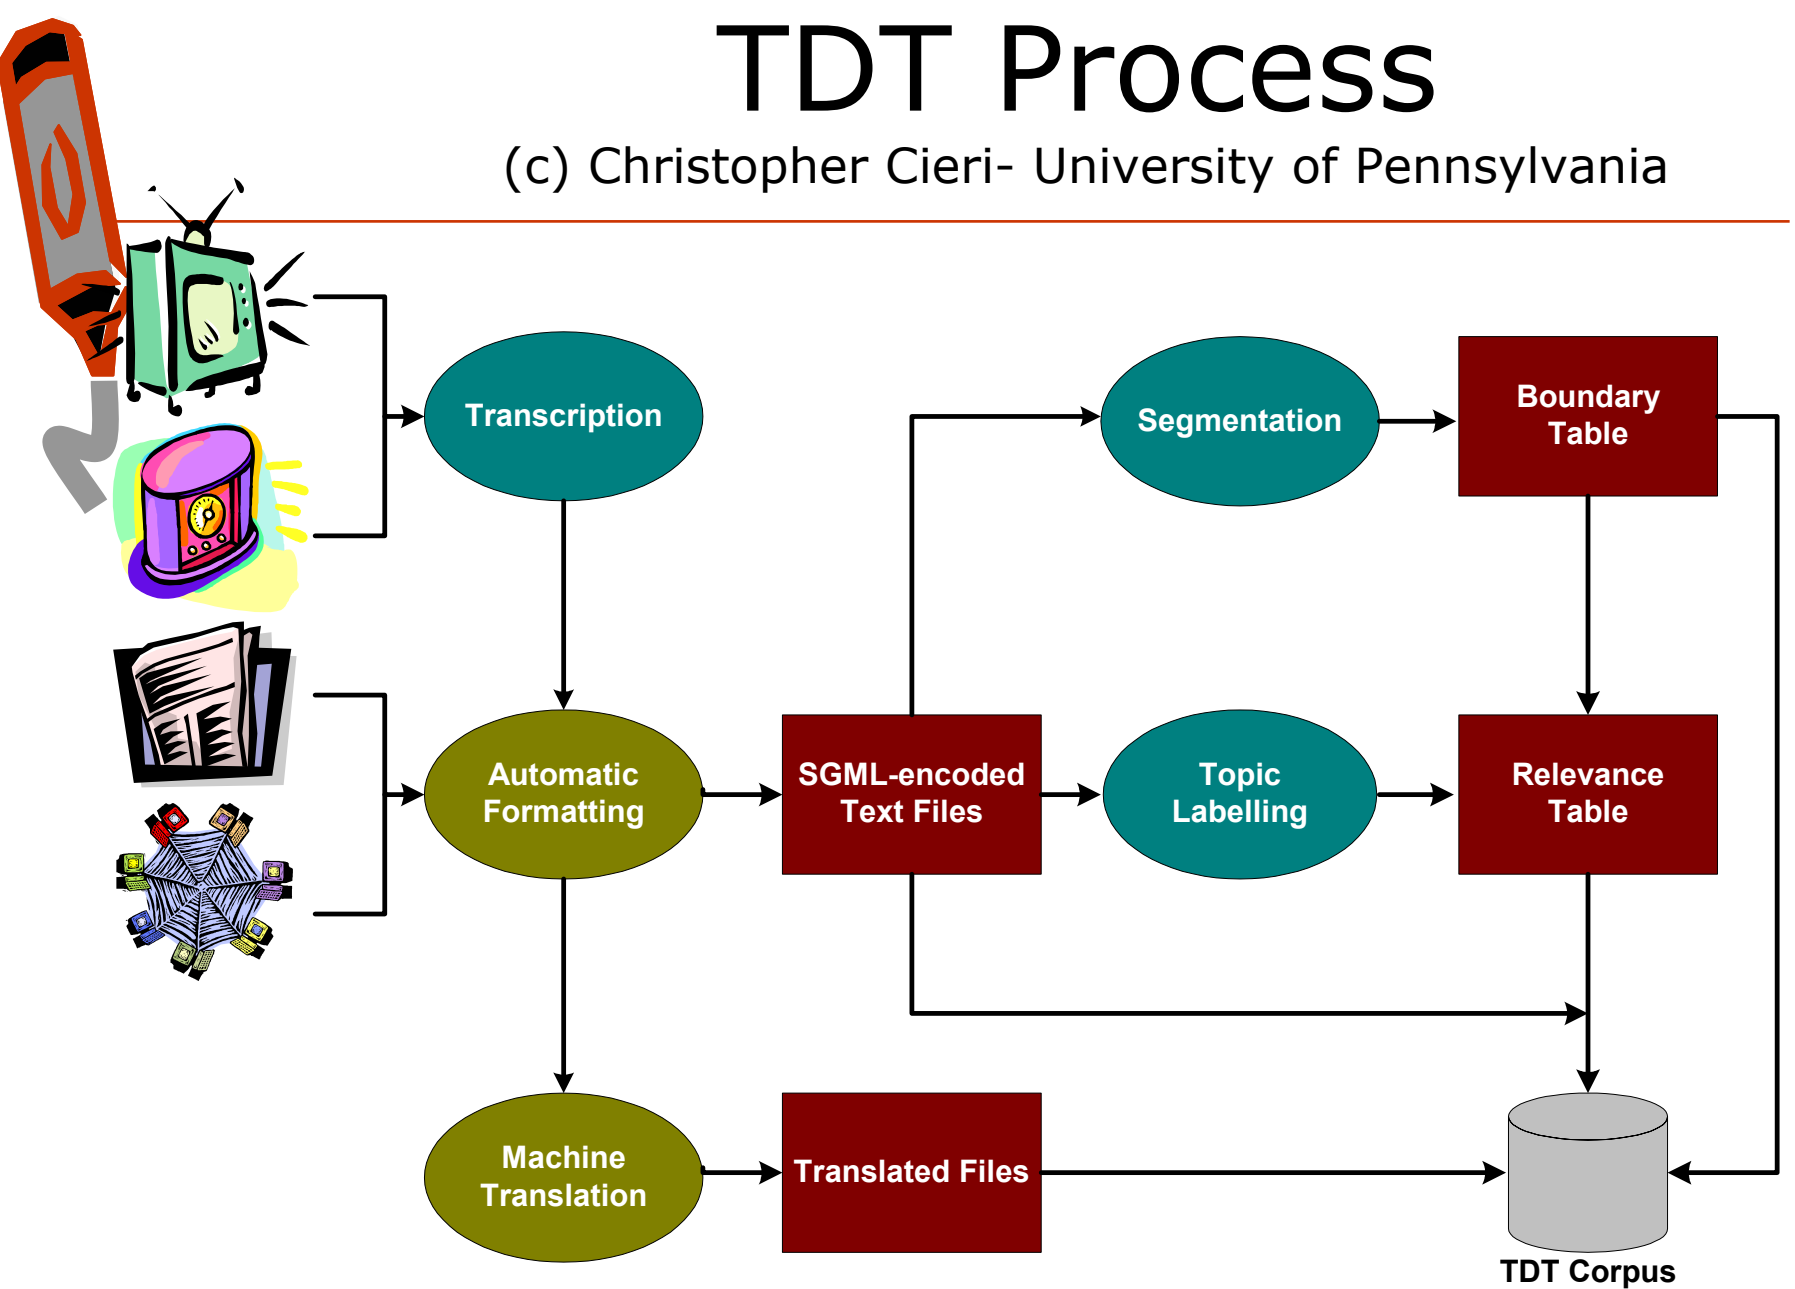 TDT Process
(c) Christopher Cieri- University of Pennsylvania
Transcription
Segmentation
Boundary
Table
Automatic
Formatting
SGML-encoded
Text Files
Topic
Labelling
Relevance
Table
Machine
Translation
Translated Files
TDT Corpus